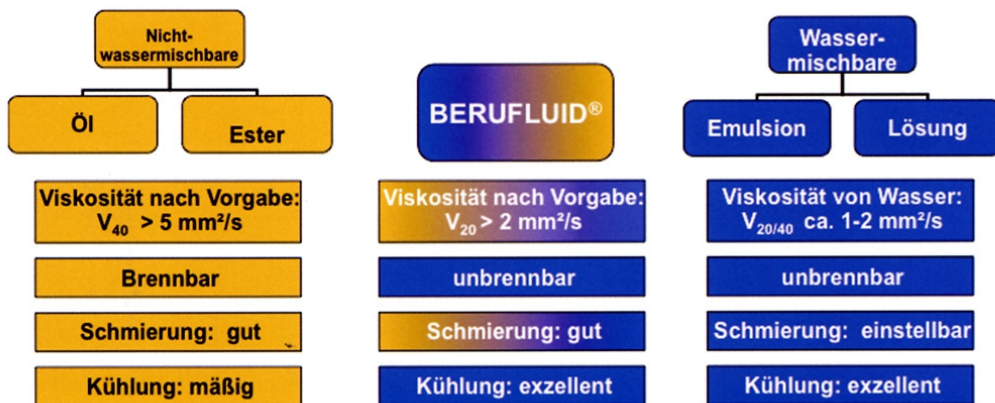 Nicht-
wassermischbare
Öl
Ester
Viskosität nach Vorgabe:
V₄₀ > 5 mm²/s
Brennbar
Schmierung: gut
Kühlung: mäßig
BERUFLUID®
Viskosität nach Vorgabe:
V₂₀ > 2 mm²/s
unbrennbar
Schmierung: gut
Kühlung: exzellent
Wasser-
mischbare
Emulsion
Lösung
Viskosität von Wasser:
V₂₀/₄₀ ca. 1-2 mm²/s
unbrennbar
Schmierung: einstellbar
Kühlung: exzellent